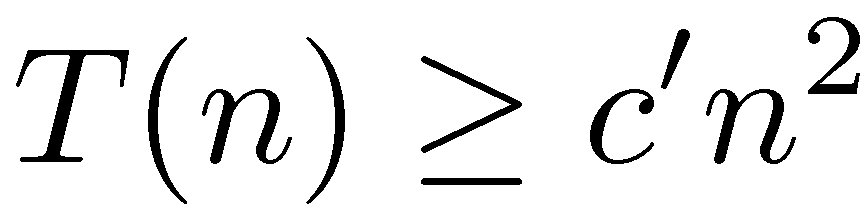 T(n) ≥ c′n²